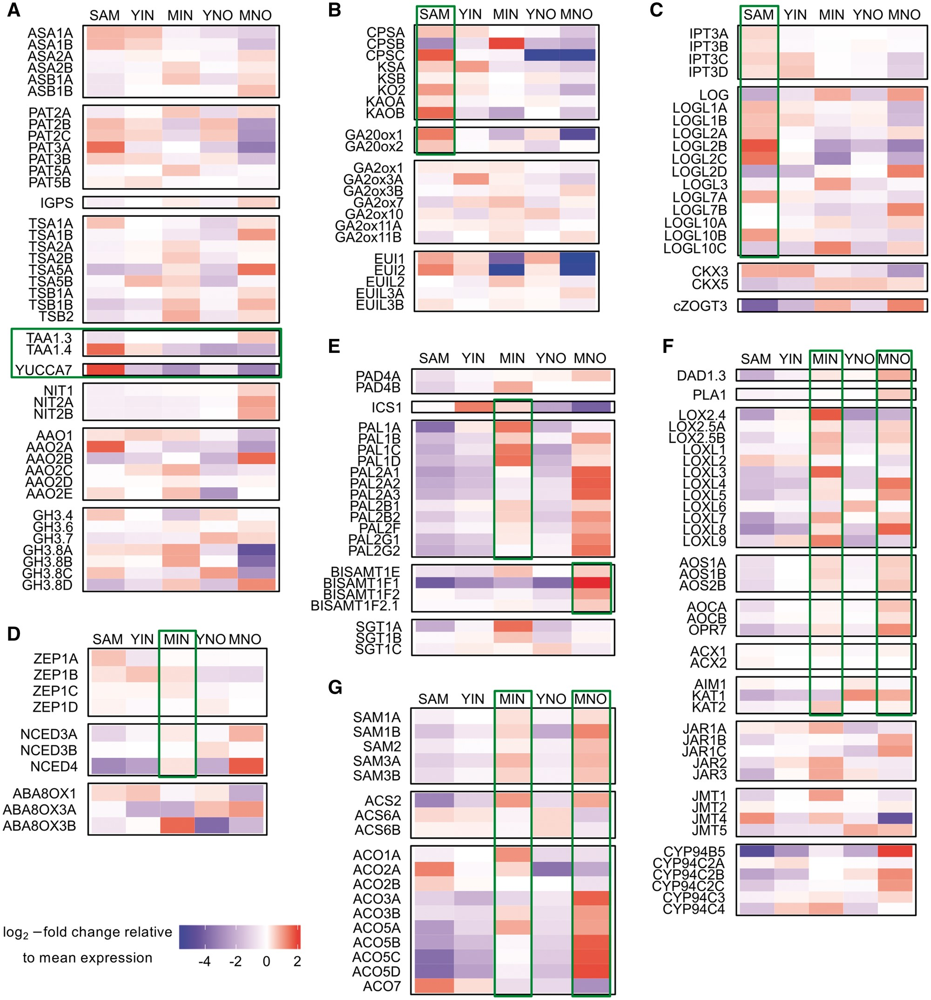 A
SAM YIN MIN YNO MNO
ASA1A
ASA1B
ASA2A
ASA2B
ASB1A
ASB1B
PAT2A
PAT2B
PAT2C
PAT3A
PAT3B
PAT5A
PAT5B
IGPS
TSA1A
TSA1B
TSA2A
TSA2B
TSA5A
TSA5B
TSB1A
TSB1B
TSB2
TAA1.3
TAA1.4
YUCCA7
NIT1
NIT2A
NIT2B
AAO1
AAO2A
AAO2B
AAO2C
AAO2D
AAO2E
GH3.4
GH3.6
GH3.7
GH3.8A
GH3.8B
GH3.8C
GH3.8D
B
SAM YIN MIN YNO MNO
CPSA
CPSB
CPSC
KSA
KSB
KO2
KAOA
KAOB
GA20ox1
GA20ox2
GA2ox1
GA2ox3A
GA2ox3B
GA2ox7
GA2ox10
GA2ox11A
GA2ox11B
EUI1
EUI2
EUIL2
EUIL3A
EUIL3B
C
SAM YIN MIN YNO MNO
IPT3A
IPT3B
IPT3C
IPT3D
LOG
LOGL1A
LOGL1B
LOGL2A
LOGL2B
LOGL2C
LOGL2D
LOGL3
LOGL7A
LOGL7B
LOGL10A
LOGL10B
LOGL10C
CKX3
CKX5
cZOGT3
D
SAM YIN MIN YNO MNO
ZEP1A
ZEP1B
ZEP1C
ZEP1D
NCED3A
NCED3B
NCED4
ABA8OX1
ABA8OX3A
ABA8OX3B
E
SAM YIN MIN YNO MNO
PAD4A
PAD4B
ICS1
PAL1A
PAL1B
PAL1C
PAL1D
PAL2A1
PAL2A2
PAL2A3
PAL2B1
PAL2B2
PAL2F
PAL2G1
PAL2G2
BISAMT1E
BISAMT1F1
BISAMT1F2
BISAMT1F2.1
SGT1A
SGT1B
SGT1C
F
SAM YIN MIN YNO MNO
DAD1.3
PLA1
LOX2.4
LOX2.5A
LOX2.5B
LOXL1
LOXL2
LOXL3
LOXL4
LOXL5
LOXL6
LOXL7
LOXL8
LOXL9
AOS1A
AOS1B
AOS2B
AOCA
AOCB
OPR7
ACX1
ACX2
AIM1
KAT1
KAT2
JAR1A
JAR1B
JAR1C
JAR2
JAR3
JMT1
JMT2
JMT4
JMT5
CYP94B5
CYP94C2A
CYP94C2B
CYP94C2C
CYP94C3
CYP94C4
G
SAM YIN MIN YNO MNO
SAM1A
SAM1B
SAM2
SAM3A
SAM3B
ACS2
ACS6A
ACS6B
ACO1A
ACO2A
ACO2B
ACO3A
ACO3B
ACO5A
ACO5B
ACO5C
ACO5D
ACO7
log₂ −fold change relative
to mean expression
-4 -2 0 2